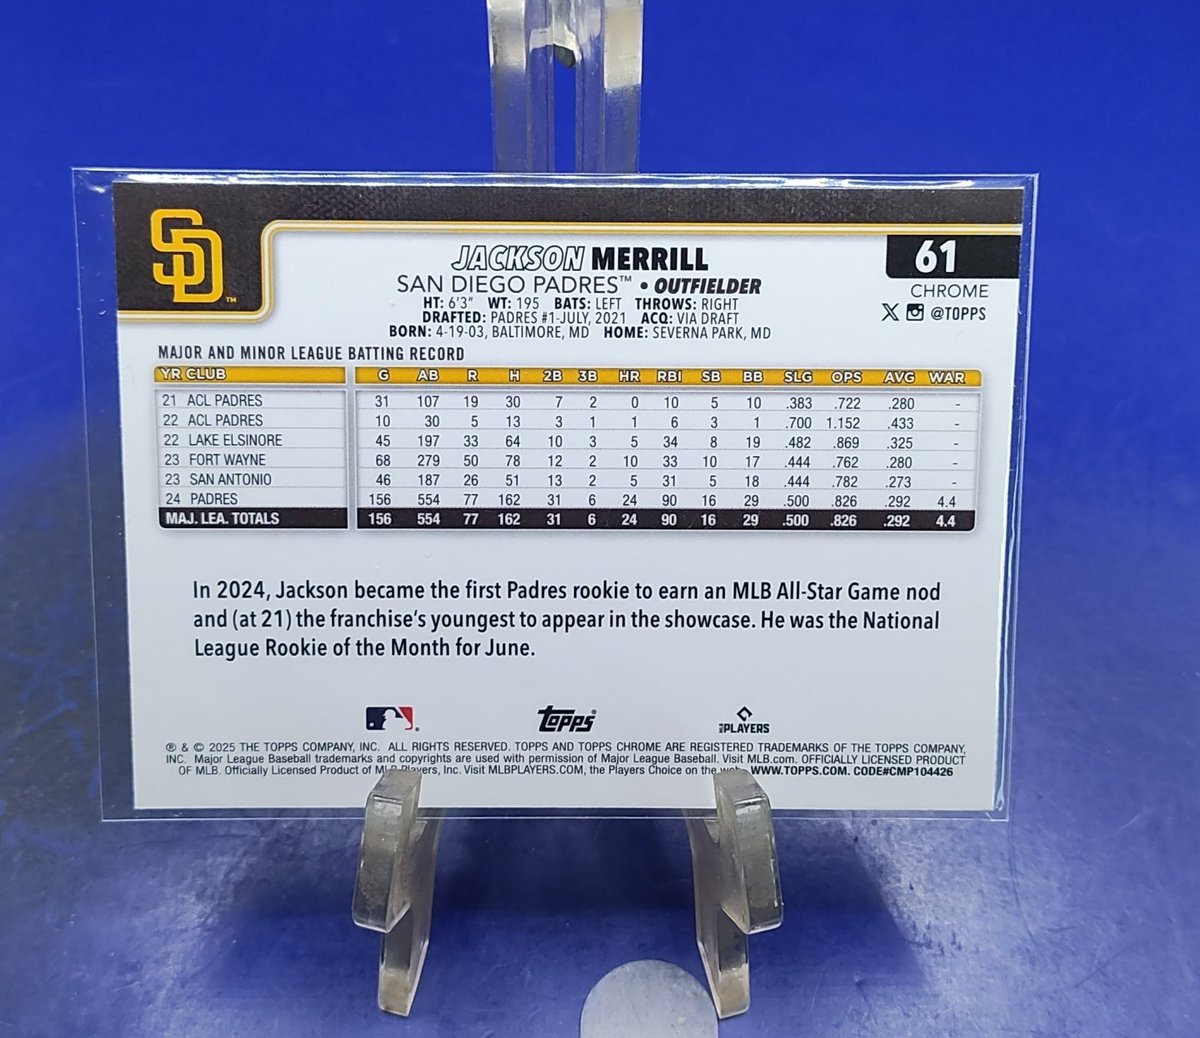 SD™
JACKSON MERRILL
61
SAN DIEGO PADRES™ • OUTFIELDER
CHROME
HT: 6'3" WT: 195 BATS: LEFT THROWS: RIGHT
@TOPPS
DRAFTED: PADRES #1-JULY, 2021 ACQ: VIA DRAFT
BORN: 4-19-03, BALTIMORE, MD HOME: SEVERNA PARK, MD
MAJOR AND MINOR LEAGUE BATTING RECORD
YR CLUB G AB R H 2B 3B HR RBI SB BB SLG OPS AVG WAR
21 ACL PADRES 31 107 19 30 7 2 0 10 5 10 .383 .722 .280 -
22 ACL PADRES 10 30 5 13 3 1 1 6 3 1 .700 1.152 .433 -
22 LAKE ELSINORE 45 197 33 64 10 3 5 34 8 19 .482 .869 .325 -
23 FORT WAYNE 68 279 50 78 12 2 10 33 10 17 .444 .762 .280 -
23 SAN ANTONIO 46 187 26 51 13 2 5 31 5 18 .444 .782 .273 -
24 PADRES 156 554 77 162 31 6 24 90 16 29 .500 .826 .292 4.4
MAJ. LEA. TOTALS 156 554 77 162 31 6 24 90 16 29 .500 .826 .292 4.4
In 2024, Jackson became the first Padres rookie to earn an MLB All-Star Game nod
and (at 21) the franchise's youngest to appear in the showcase. He was the National
League Rookie of the Month for June.
Topps® PLAYERS
® & © 2025 THE TOPPS COMPANY, INC. ALL RIGHTS RESERVED. TOPPS AND TOPPS CHROME ARE REGISTERED TRADEMARKS OF THE TOPPS COMPANY,
INC. Major League Baseball trademarks and copyrights are used with permission of Major League Baseball. Visit MLB.com. OFFICIALLY LICENSED PRODUCT
OF MLB. Officially Licensed Product of MLB Players, Inc. Visit MLBPLAYERS.COM, the Players Choice on the web. WWW.TOPPS.COM. CODE#CMP104426